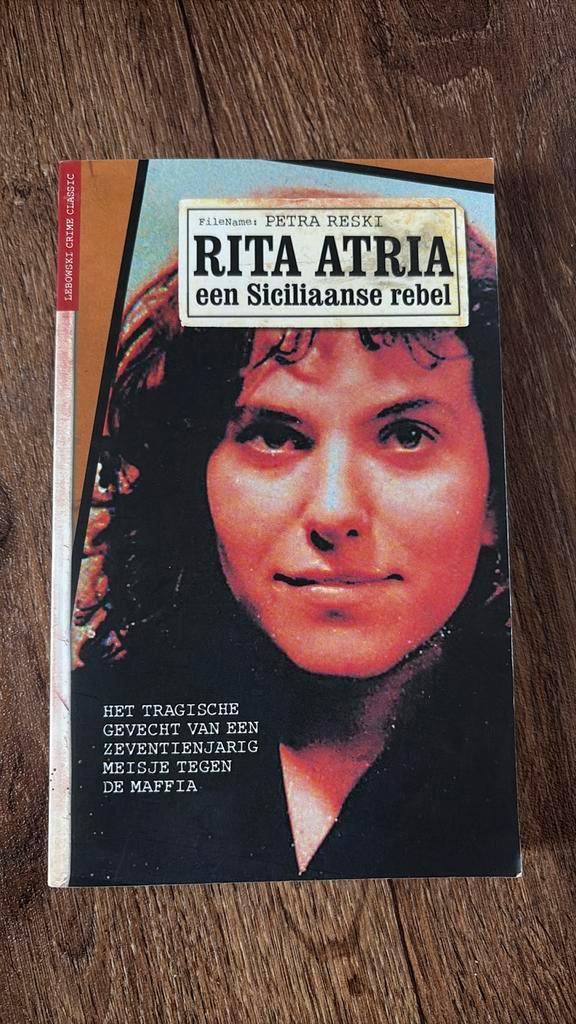 LEBOWSKI CRIME CLASSIC
FileName: PETRA RESKI
RITA ATRIA
een Siciliaanse rebel
HET TRAGISCHE
GEVECHT VAN EEN
ZEVENTIENJARIG
MEISJE TEGEN
DE MAFFIA